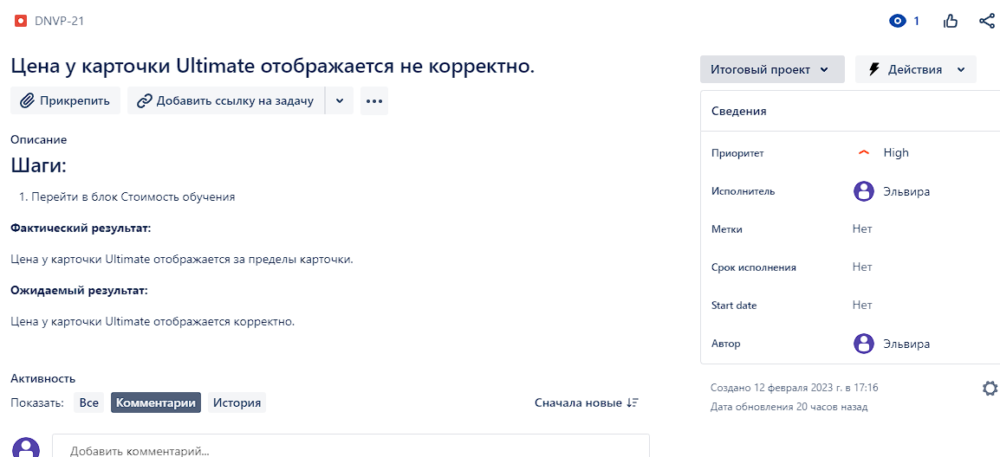 DNVP-21
1
Цена у карточки Ultimate отображается не корректно.
Прикрепить
Добавить ссылку на задачу
Описание
Шаги:
1. Перейти в блок Стоимость обучения
Фактический результат:
Цена у карточки Ultimate отображается за пределы карточки.
Ожидаемый результат:
Цена у карточки Ultimate отображается корректно.
Активность
Показать:
Все
Комментарии
История
Сначала новые
Добавить комментарий...
Итоговый проект
Действия
Сведения
Приоритет
High
Исполнитель
Эльвира
Метки
Нет
Срок исполнения
Нет
Start date
Нет
Автор
Эльвира
Создано 12 февраля 2023 г. в 17:16
Дата обновления 20 часов назад